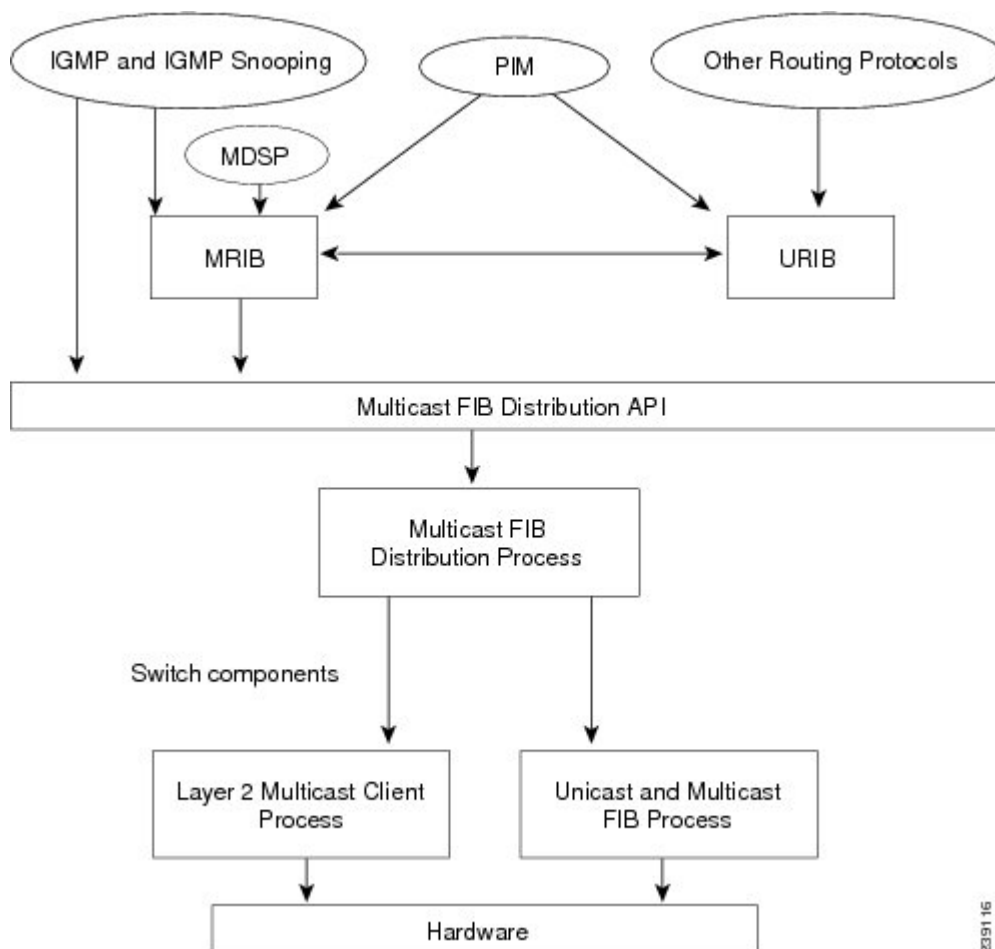 IGMP and IGMP Snooping
PIM
Other Routing Protocols
MDSP
MRIB
URIB
Multicast FIB Distribution API
Multicast FIB
Distribution Process
Switch components
Layer 2 Multicast Client
Process
Unicast and Multicast
FIB Process
Hardware
239116